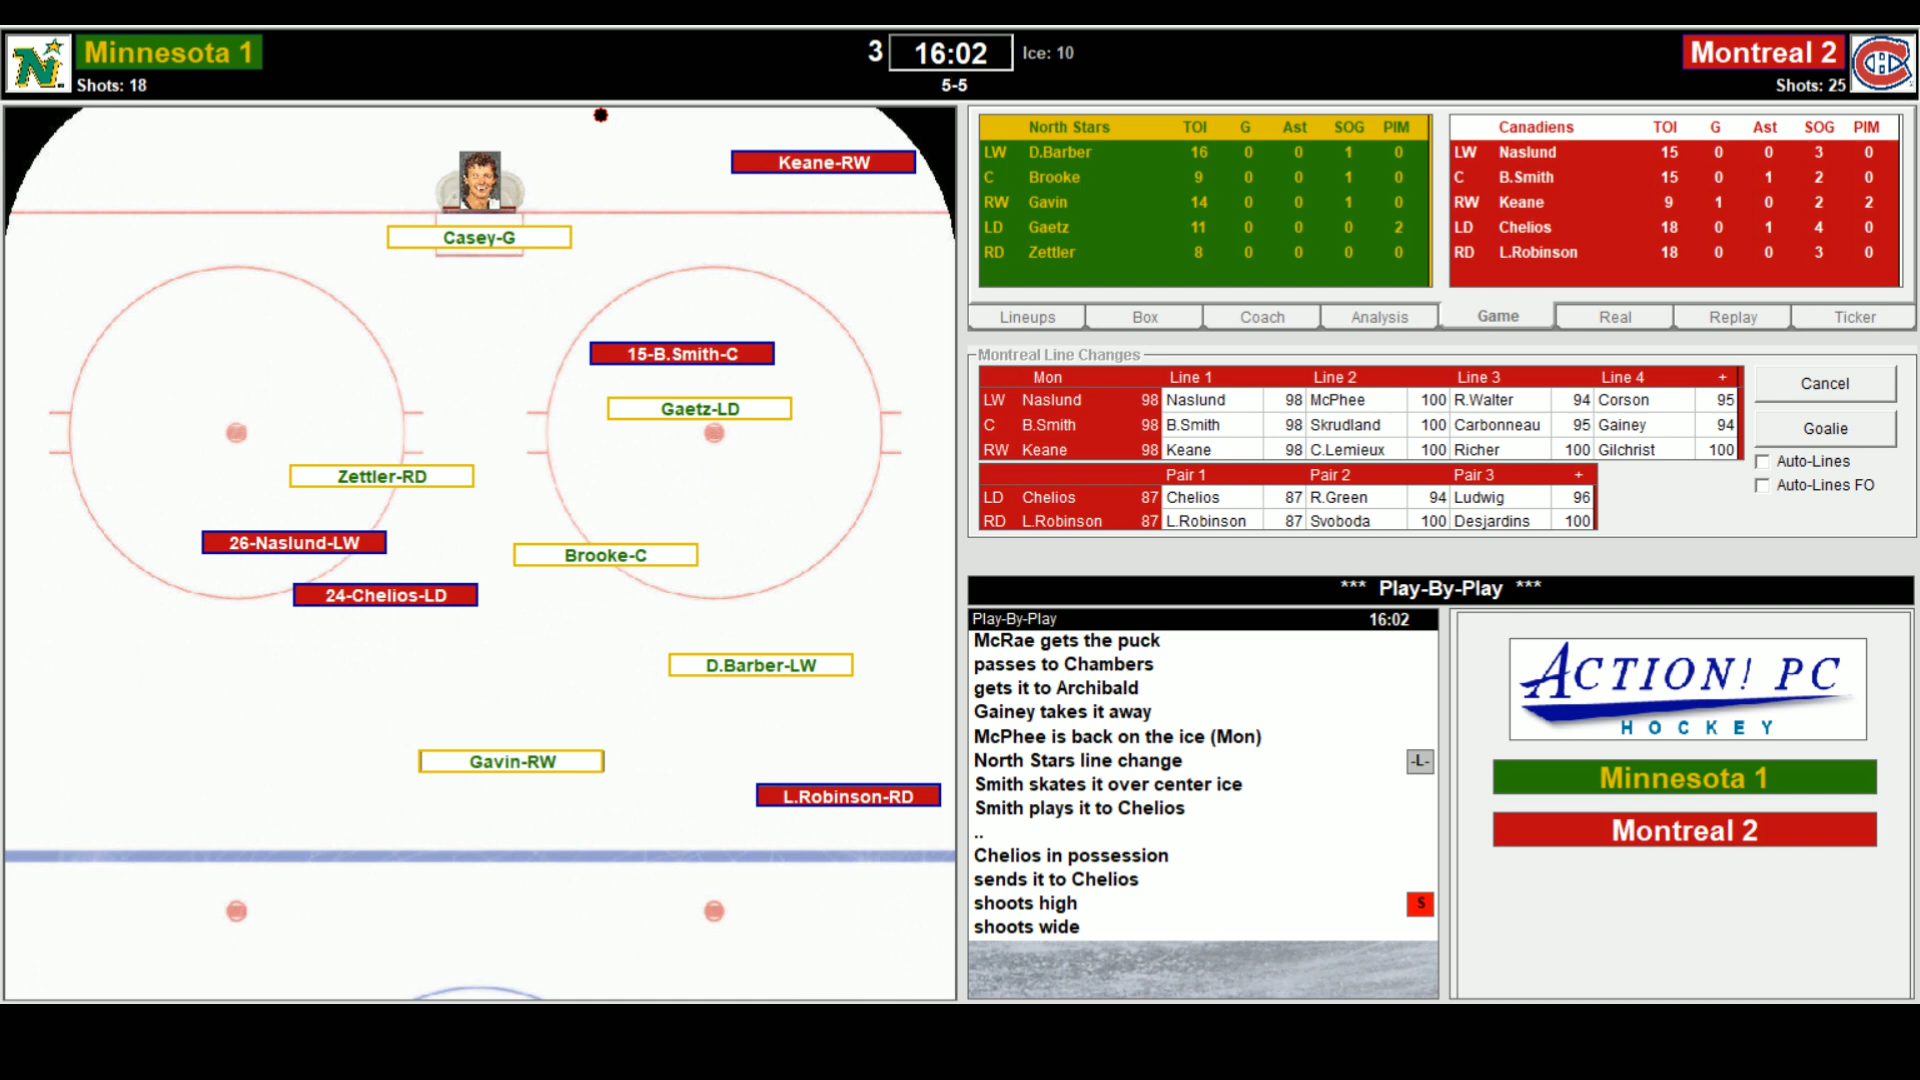 Minnesota 1
Shots: 18
3 16:02 Ice: 10
5-5
Montreal 2
Shots: 25
Keane-RW
Casey-G
15-B.Smith-C
Gaetz-LD
Zettler-RD
26-Naslund-LW
Brooke-C
24-Chelios-LD
D.Barber-LW
Gavin-RW
L.Robinson-RD
North Stars TOI G Ast SOG PIM
LW D.Barber 16 0 0 1 0
C Brooke 9 0 0 1 0
RW Gavin 14 0 0 1 0
LD Gaetz 11 0 0 0 2
RD Zettler 8 0 0 0 0
Canadiens TOI G Ast SOG PIM
LW Naslund 15 0 0 3 0
C B.Smith 15 0 1 2 0
RW Keane 9 1 0 2 2
LD Chelios 18 0 1 4 0
RD L.Robinson 18 0 0 3 0
Lineups Box Coach Analysis Game Real Replay Ticker
Montreal Line Changes
Mon Line 1 Line 2 Line 3 Line 4 +
LW Naslund 98 Naslund 98 McPhee 100 R.Walter 94 Corson 95
C B.Smith 98 B.Smith 98 Skrudland 100 Carbonneau 95 Gainey 94
RW Keane 98 Keane 98 C.Lemieux 100 Richer 100 Gilchrist 100
Pair 1 Pair 2 Pair 3 +
LD Chelios 87 Chelios 87 R.Green 94 Ludwig 96
RD L.Robinson 87 L.Robinson 87 Svoboda 100 Desjardins 100
Cancel
Goalie
Auto-Lines
Auto-Lines FO
*** Play-By-Play ***
Play-By-Play 16:02
McRae gets the puck
passes to Chambers
gets it to Archibald
Gainey takes it away
McPhee is back on the ice (Mon)
North Stars line change -L-
Smith skates it over center ice
Smith plays it to Chelios
..
Chelios in possession
sends it to Chelios
shoots high S
shoots wide
ACTION! PC
HOCKEY
Minnesota 1
Montreal 2